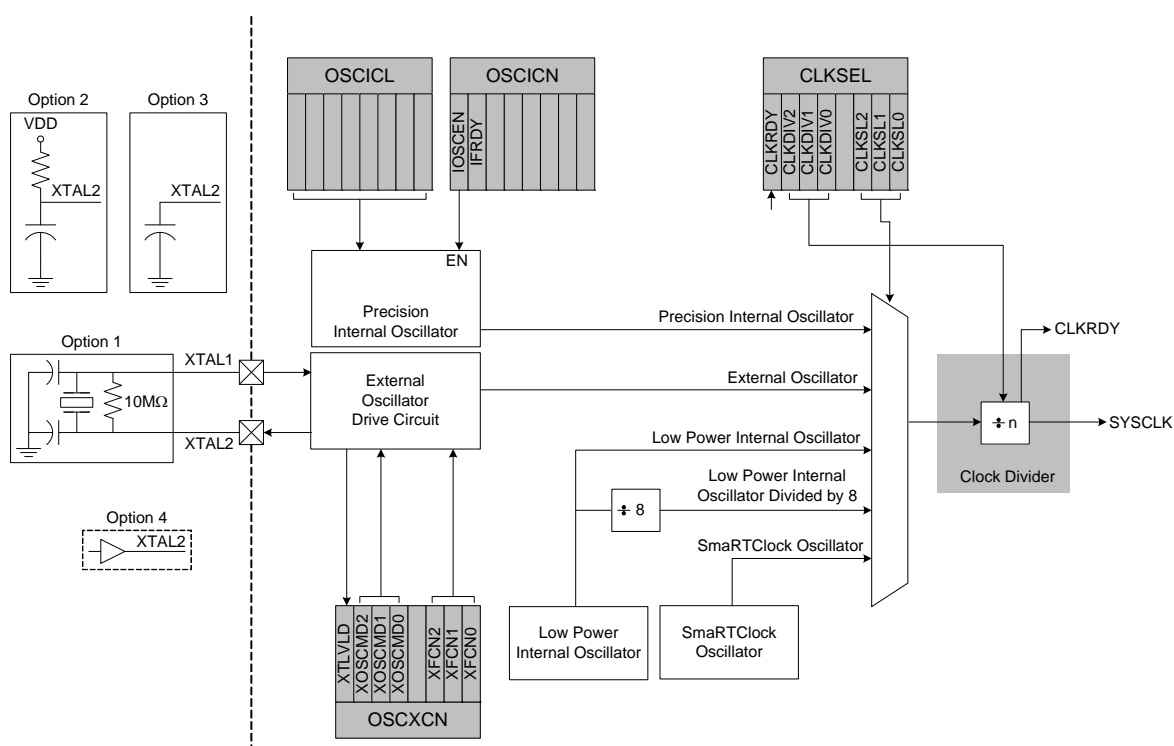 OSCICL
OSCICN
CLKSEL
IOSCEN
IFRDY
CLKRDY
CLKDIV2
CLKDIV1
CLKDIV0
CLKSL2
CLKSL1
CLKSL0
Option 2
VDD
XTAL2
Option 3
XTAL2
EN
Precision
Internal Oscillator
Precision Internal Oscillator
CLKRDY
Option 1
XTAL1
10MΩ
XTAL2
External
Oscillator
Drive Circuit
External Oscillator
Low Power Internal Oscillator
÷ n
SYSCLK
Clock Divider
Low Power Internal
Oscillator Divided by 8
÷ 8
Option 4
XTAL2
SmaRTClock Oscillator
Low Power
Internal Oscillator
SmaRTClock
Oscillator
XTLVLD
XOSCMD2
XOSCMD1
XOSCMD0
XFCN2
XFCN1
XFCN0
OSCXCN